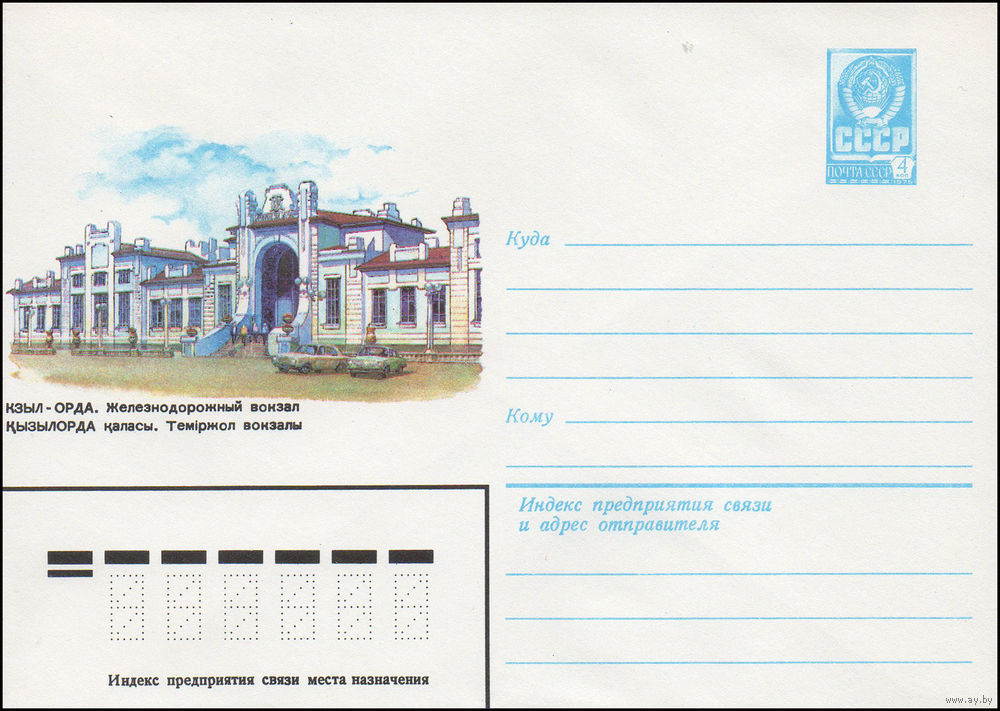 СССР
ПОЧТА СССР 4 КОП
1976
Куда
КЗЫЛ-ОРДА. Железнодорожный вокзал
ҚЫЗЫЛОРДА қаласы. Теміржол вокзалы
Кому
Индекс предприятия связи
и адрес отправителя
Индекс предприятия связи места назначения
www.ay.by